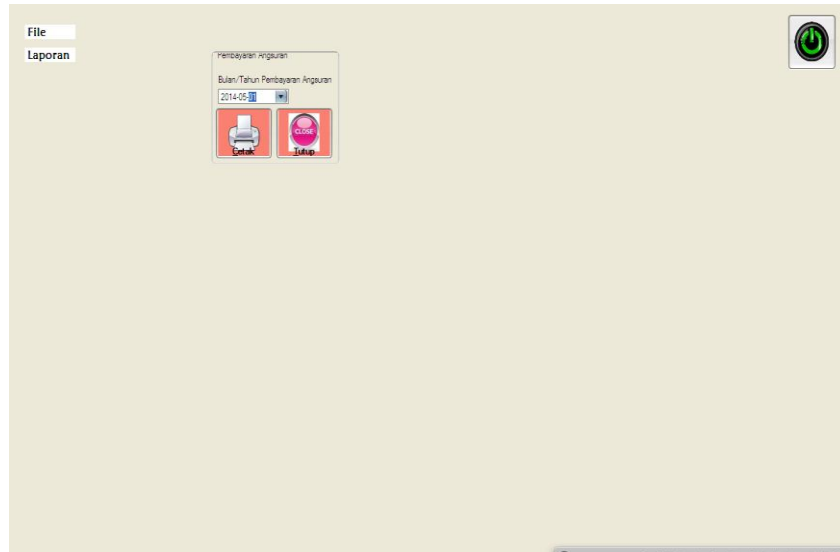 File
Laporan
Pembayaran Angsuran
Bulan/Tahun Pembayaran Angsuran
2014-05-01
Cetak
CLOSE
Tutup